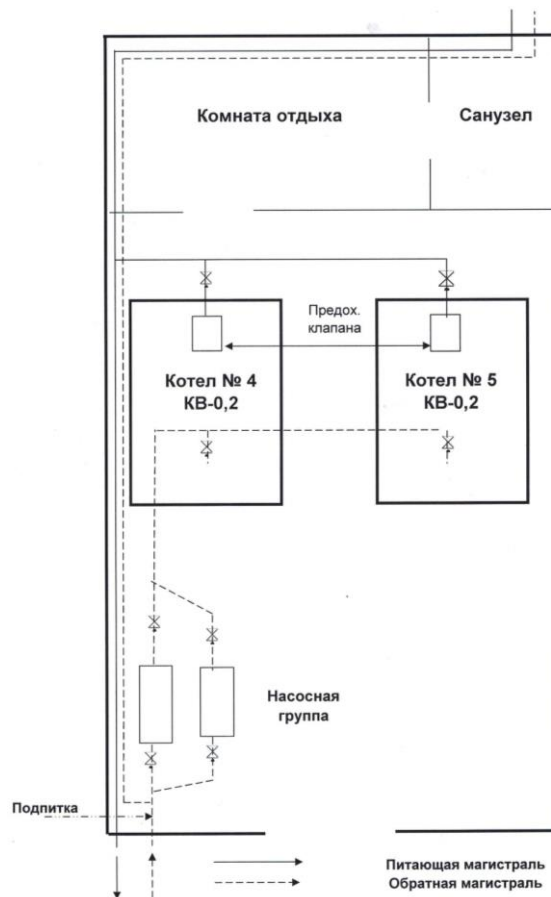 Комната отдыха
Санузел
Предох.
клапана
Котел № 4
КВ-0,2
Котел № 5
КВ-0,2
Насосная
группа
Подпитка
Питающая магистраль
Обратная магистраль